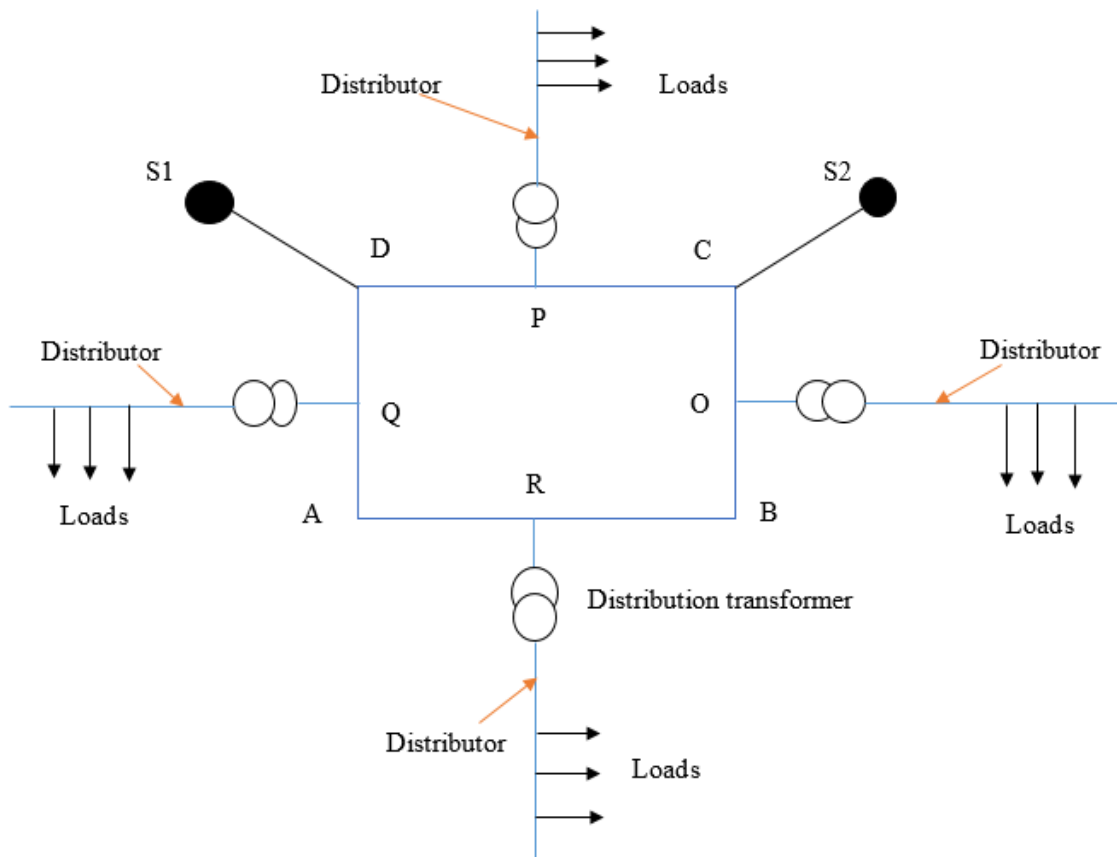 Distributor
Loads
S1
S2
D
C
P
Distributor
Distributor
Q
O
R
Loads
A
B
Loads
Distribution transformer
Distributor
Loads